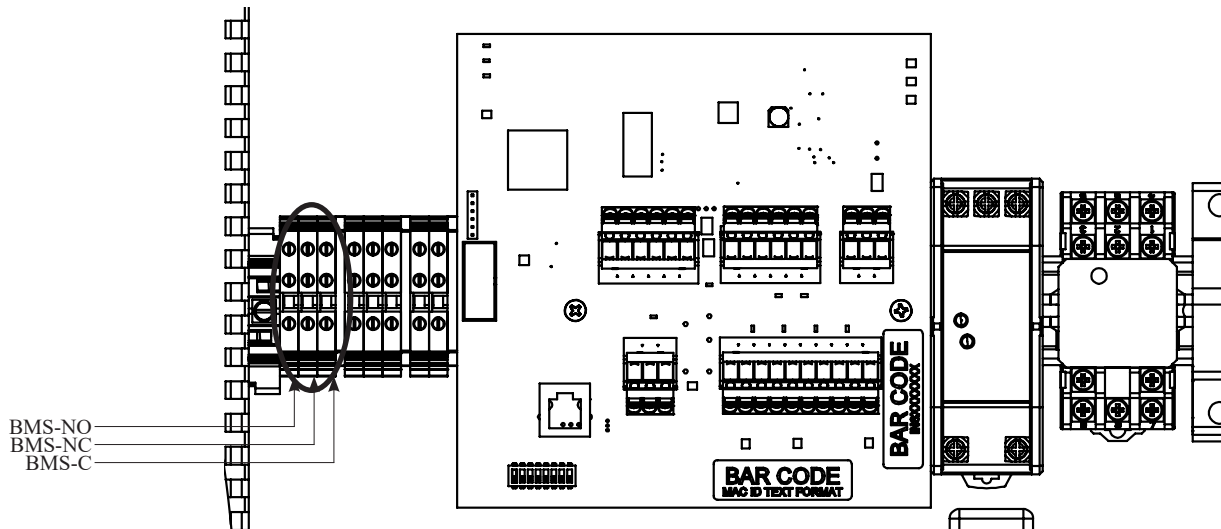 BMS-NO
BMS-NC
BMS-C
BAR CODE
MAC ID TEXT FORMAT
BAR CODE